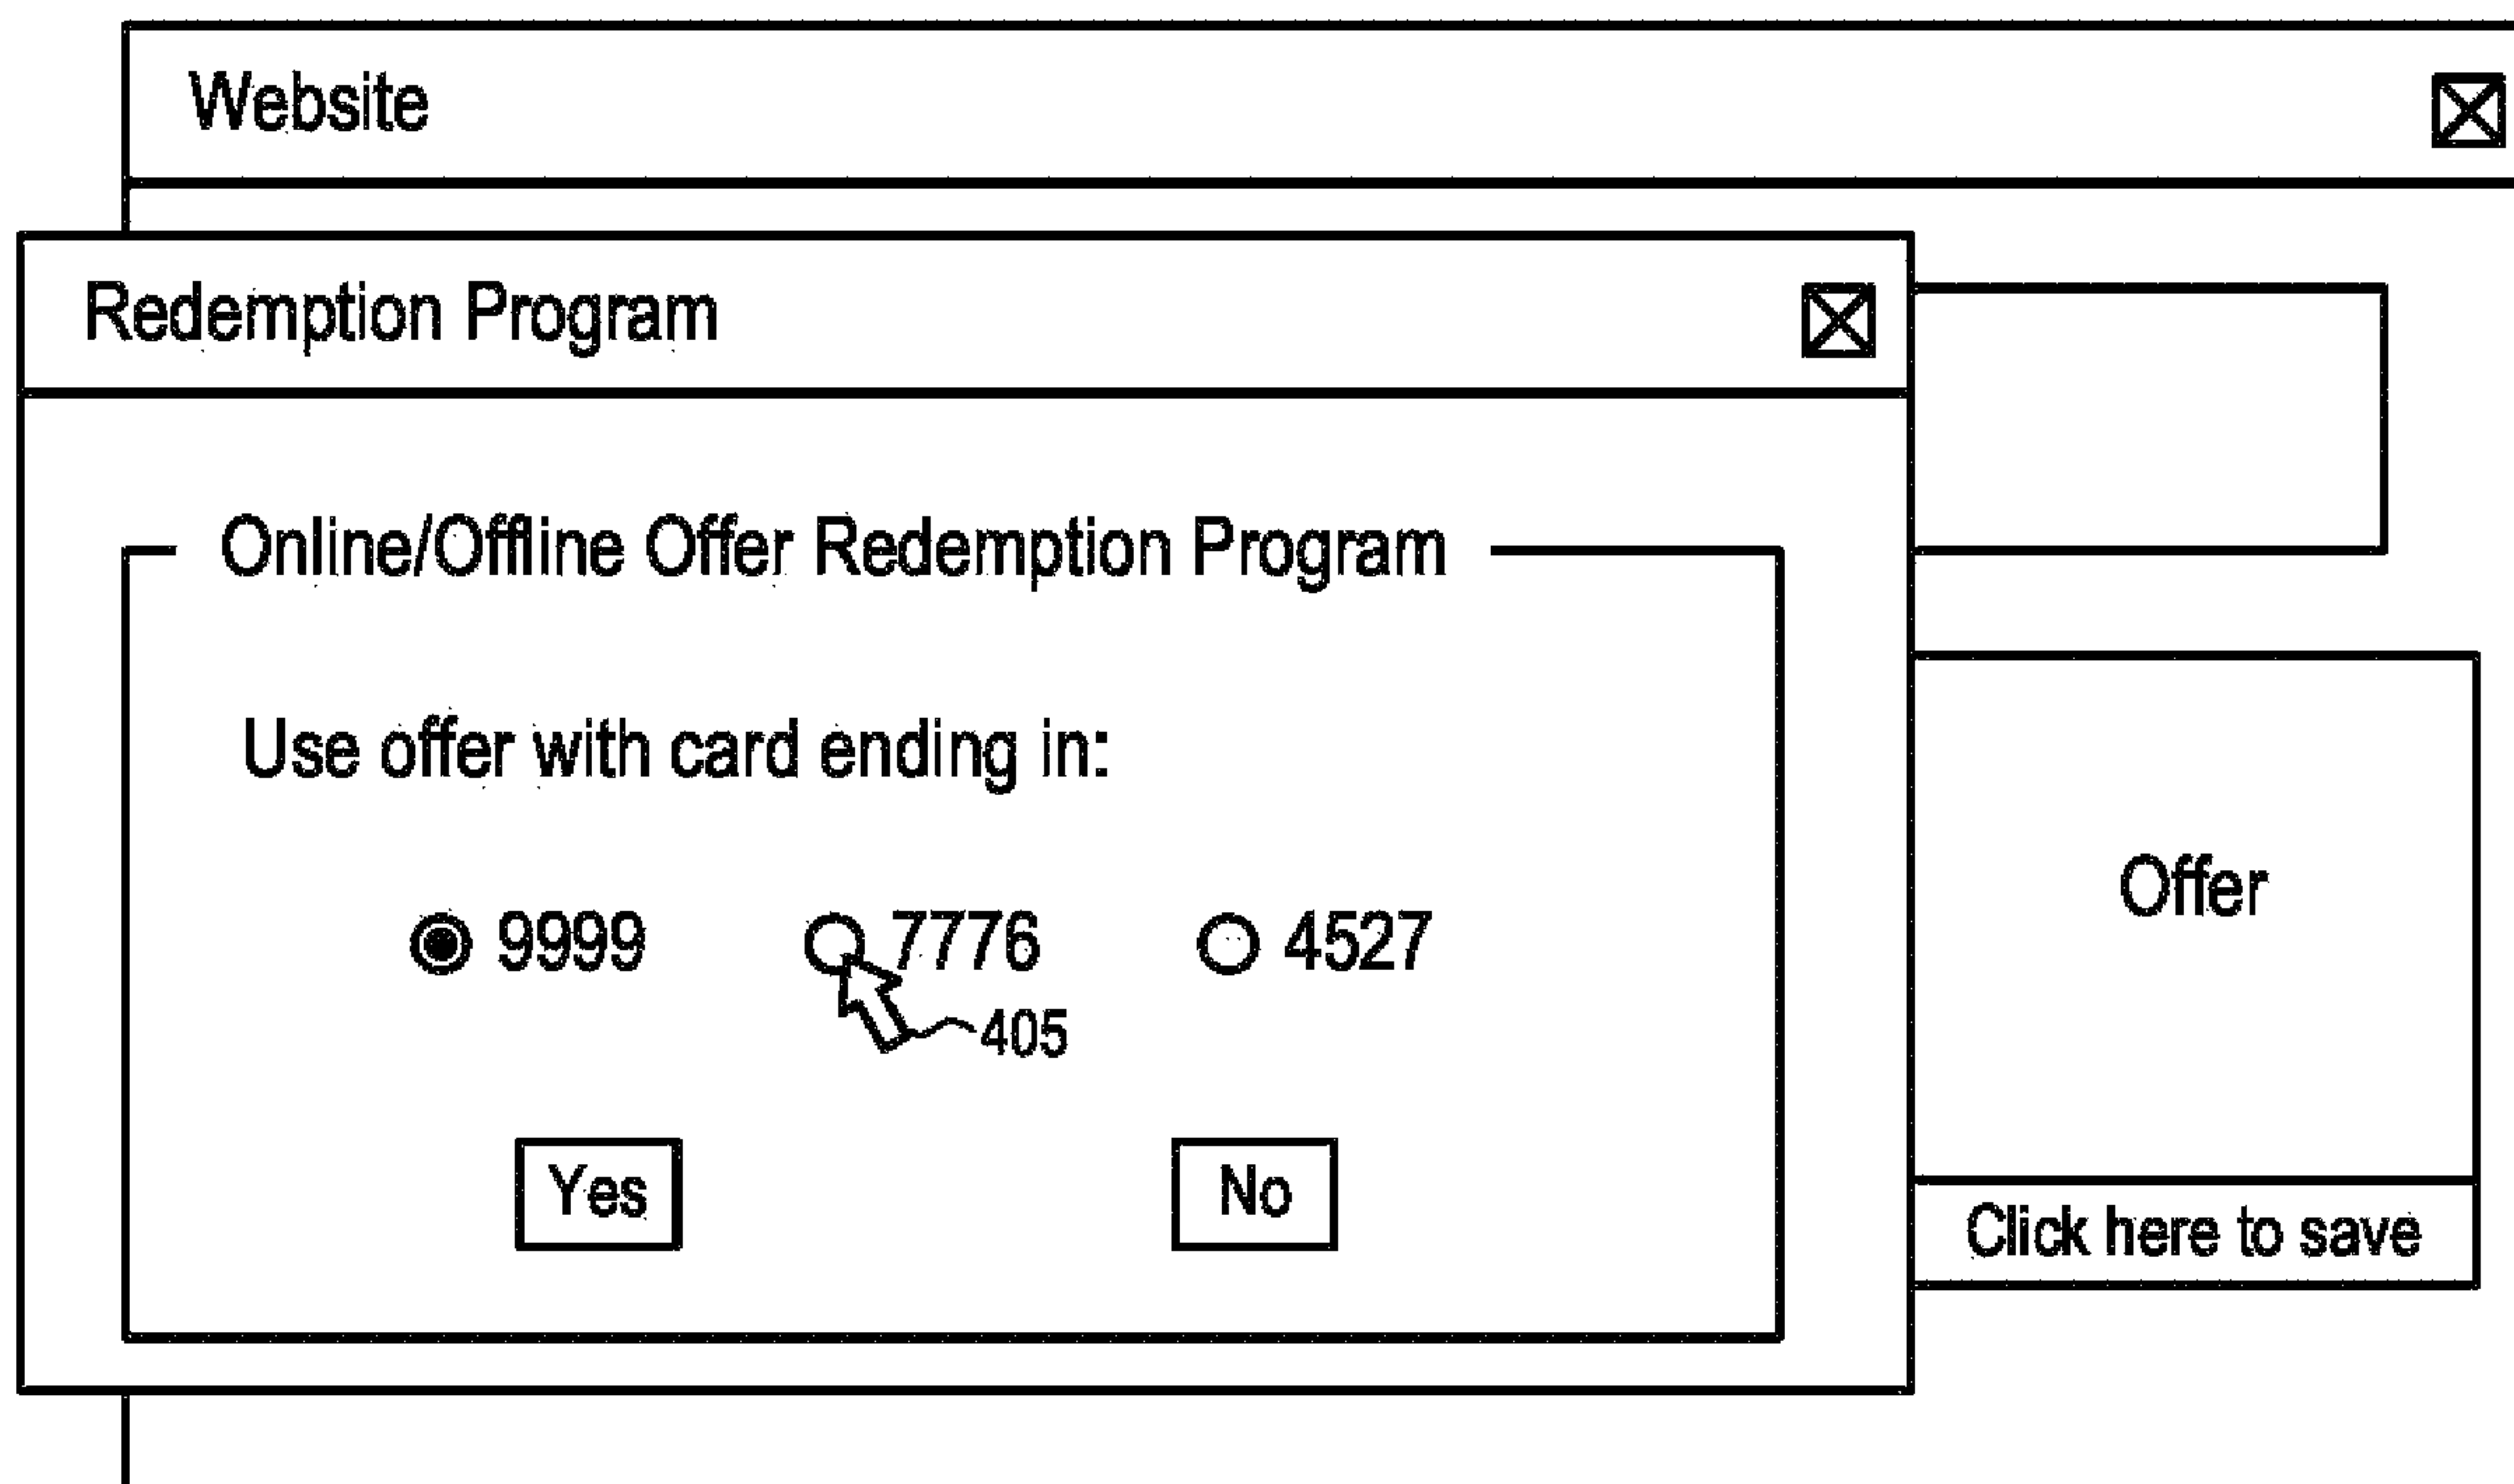 Website
Redemption Program
Online/Offline Offer Redemption Program
Use offer with card ending in:
9999 7776 4527
405
Yes No
Offer
Click here to save